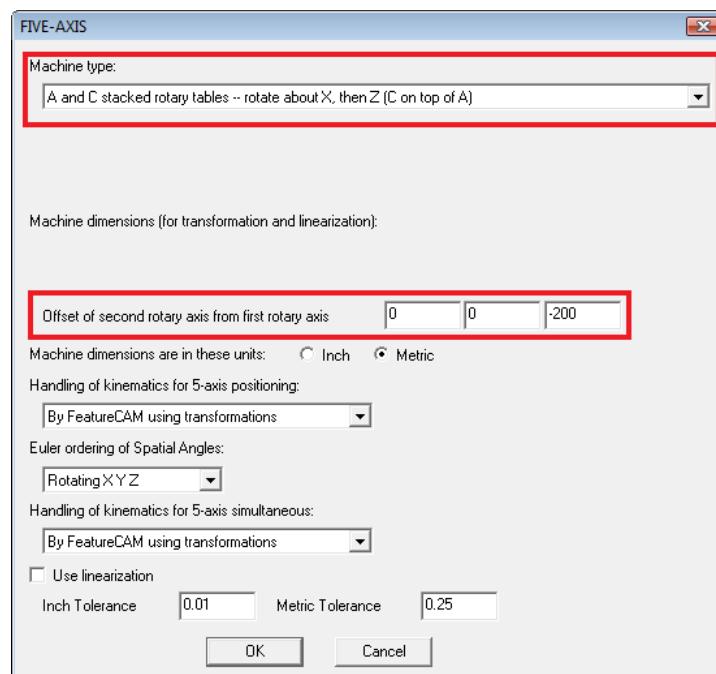 FIVE-AXIS
Machine type:
A and C stacked rotary tables -- rotate about X, then Z (C on top of A)
Machine dimensions (for transformation and linearization):
Offset of second rotary axis from first rotary axis 0 0 -200
Machine dimensions are in these units: Inch Metric
Handling of kinematics for 5-axis positioning:
By FeatureCAM using transformations
Euler ordering of Spatial Angles:
Rotating X Y Z
Handling of kinematics for 5-axis simultaneous:
By FeatureCAM using transformations
Use linearization
Inch Tolerance 0.01 Metric Tolerance 0.25
OK Cancel